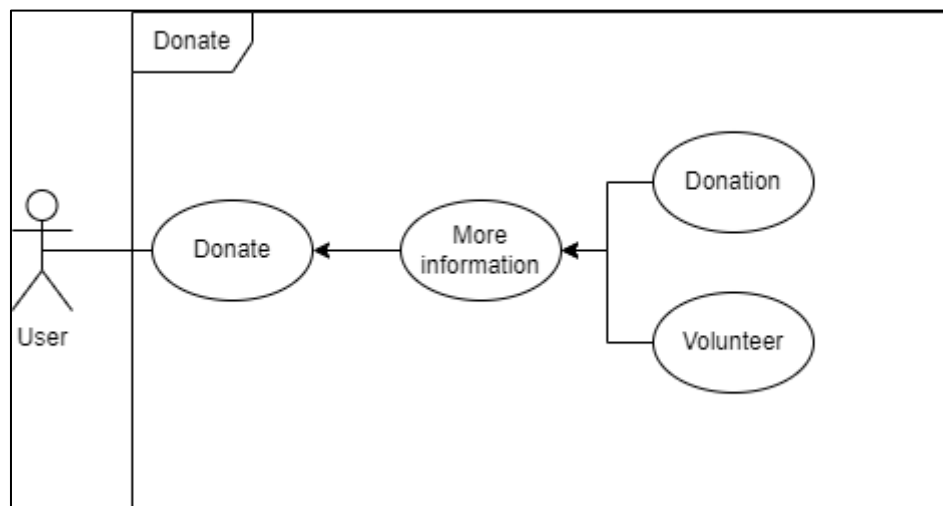 Donate
Donation
Donate
More
information
Volunteer
User